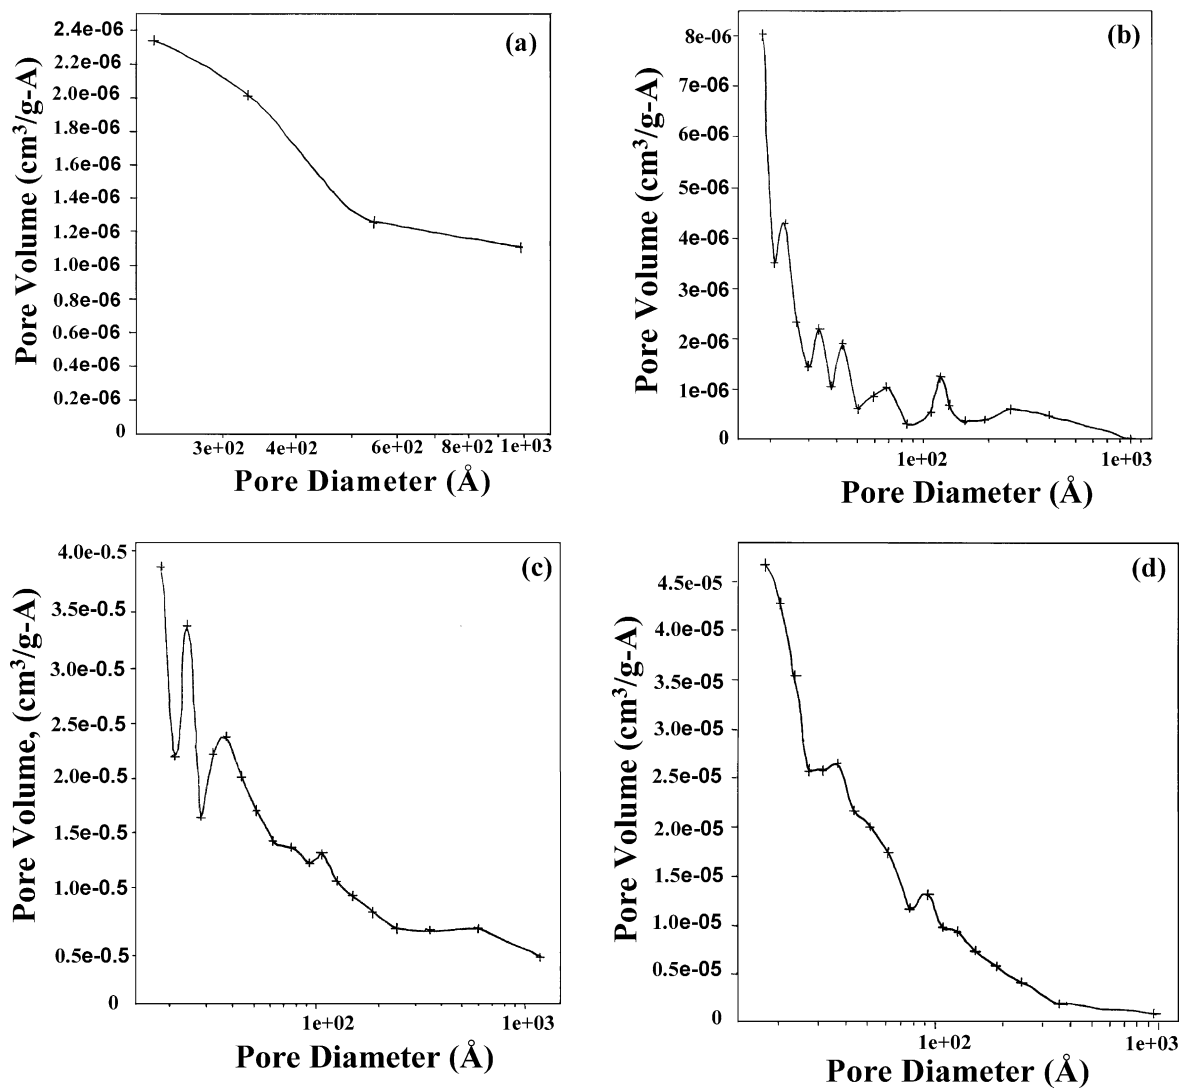 (a)
Pore Volume (cm³/g-A)
2.4e-06
2.2e-06
2.0e-06
1.8e-06
1.6e-06
1.4e-06
1.2e-06
1.0e-06
0.8e-06
0.6e-06
0.4e-06
0.2e-06
0
3e+02 4e+02 6e+02 8e+02 1e+03
Pore Diameter (Å)
(b)
Pore Volume (cm³/g-A)
8e-06
7e-06
6e-06
5e-06
4e-06
3e-06
2e-06
1e-06
0
1e+02 1e+03
Pore Diameter (Å)
(c)
Pore Volume, (cm³/g-A)
4.0e-0.5
3.5e-0.5
3.0e-0.5
2.5e-0.5
2.0e-0.5
1.5e-0.5
1.0e-0.5
0.5e-0.5
0
1e+02 1e+03
Pore Diameter (Å)
(d)
Pore Volume (cm³/g-A)
4.5e-05
4.0e-05
3.5e-05
3.0e-05
2.5e-05
2.0e-05
1.5e-05
1.0e-05
0.5e-05
0
1e+02 1e+03
Pore Diameter (Å)